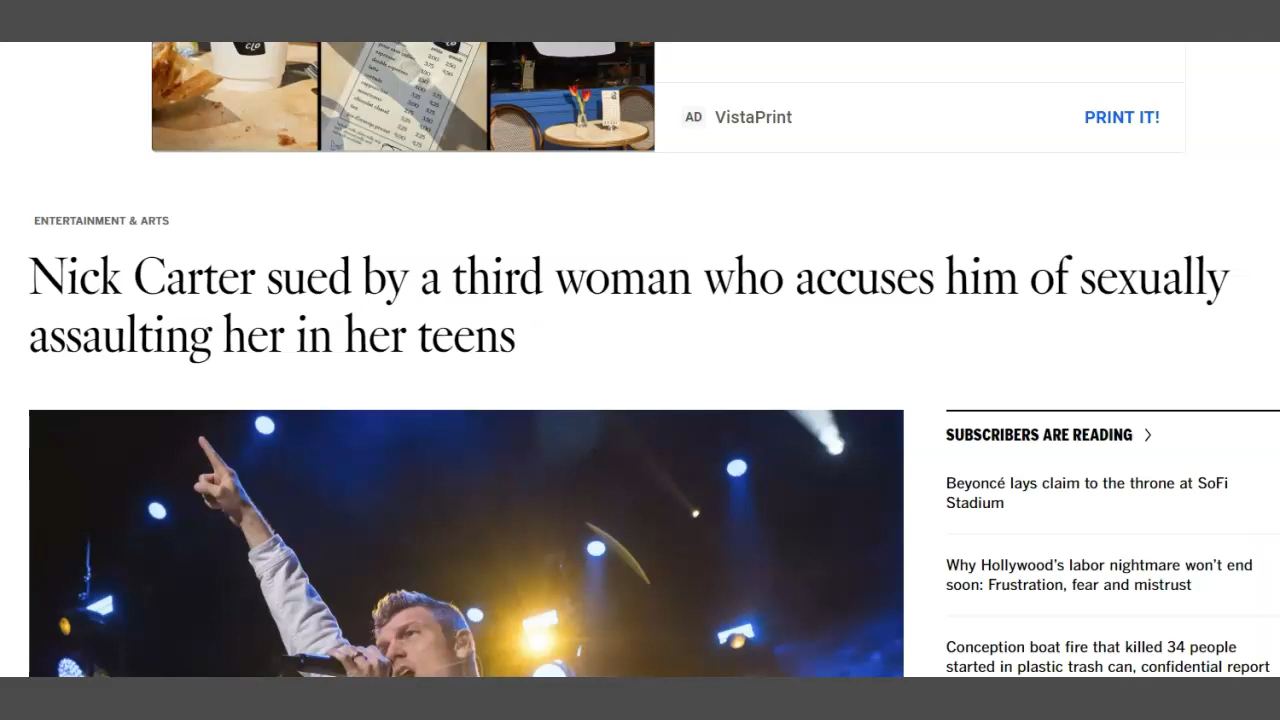 CLO
AD VistaPrint
PRINT IT!
ENTERTAINMENT & ARTS
Nick Carter sued by a third woman who accuses him of sexually
assaulting her in her teens
SUBSCRIBERS ARE READING
Beyoncé lays claim to the throne at SoFi
Stadium
Why Hollywood’s labor nightmare won’t end
soon: Frustration, fear and mistrust
Conception boat fire that killed 34 people
started in plastic trash can, confidential report